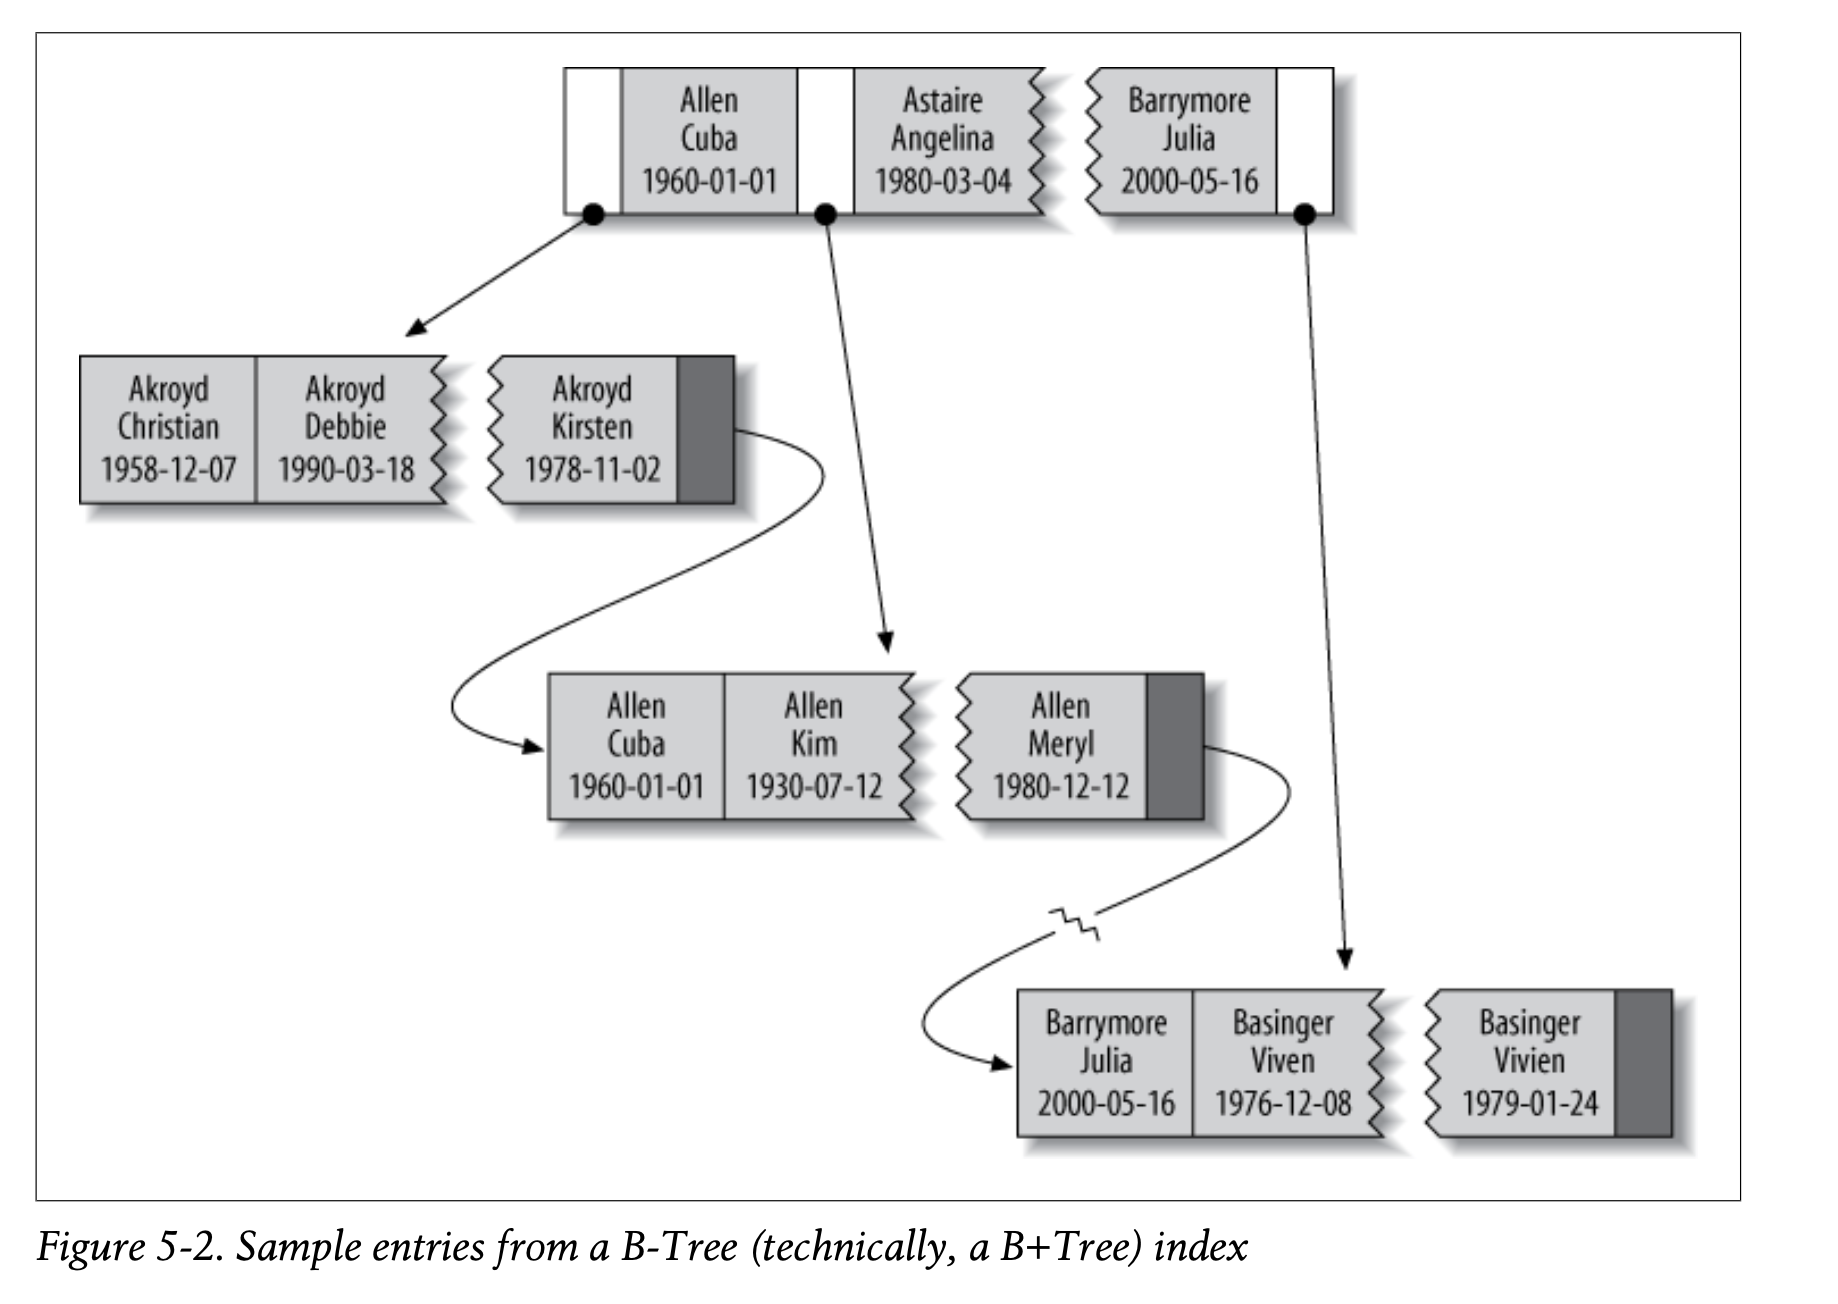 Allen
Cuba
1960-01-01
Astaire
Angelina
1980-03-04
Barrymore
Julia
2000-05-16
Akroyd
Christian
1958-12-07
Akroyd
Debbie
1990-03-18
Akroyd
Kirsten
1978-11-02
Allen
Cuba
1960-01-01
Allen
Kim
1930-07-12
Allen
Meryl
1980-12-12
Barrymore
Julia
2000-05-16
Basinger
Viven
1976-12-08
Basinger
Vivien
1979-01-24
Figure 5-2. Sample entries from a B-Tree (technically, a B+Tree) index